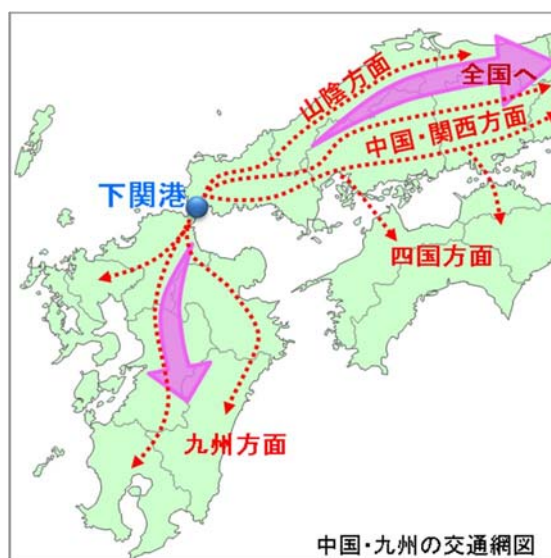 山陰方面
全国へ
中国・関西方面
下関港
四国方面
九州方面
中国・九州の交通網図